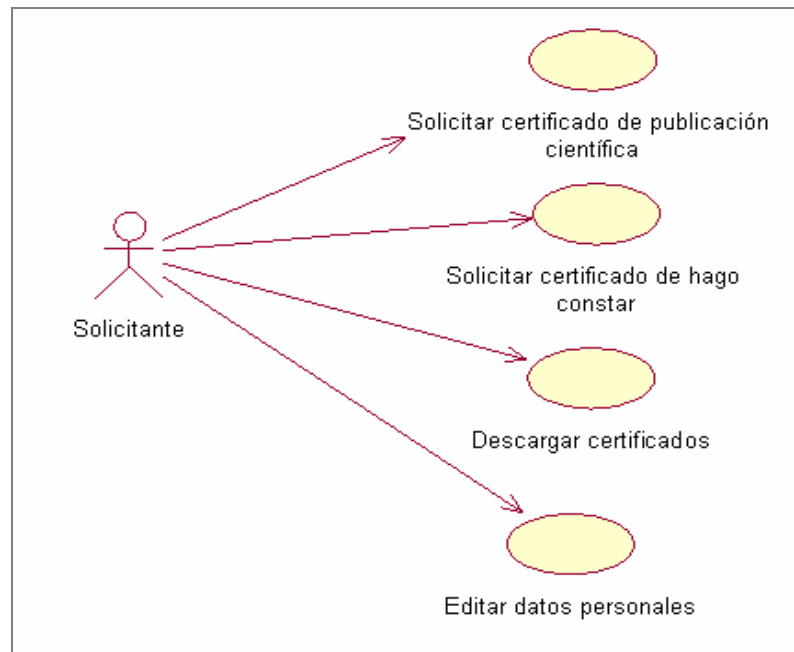 Solicitar certificado de publicación
científica
Solicitar certificado de hago
constar
Solicitante
Descargar certificados
Editar datos personales